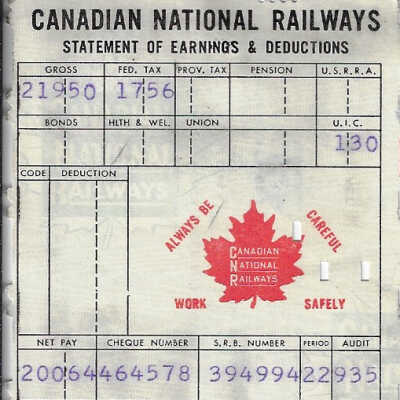 CANADIAN NATIONAL RAILWAYS
STATEMENT OF EARNINGS & DEDUCTIONS
GROSS FED. TAX PROV. TAX PENSION U.S.R.R.A.
21950 1756
BONDS HLTH & WEL. UNION U.I.C.
130
CODE DEDUCTION
ALWAYS BE CAREFUL
CANADIAN
NATIONAL
RAILWAYS
WORK SAFELY
NET PAY CHEQUE NUMBER S.R.B. NUMBER PERIOD AUDIT
20064 464578 394994 22 935